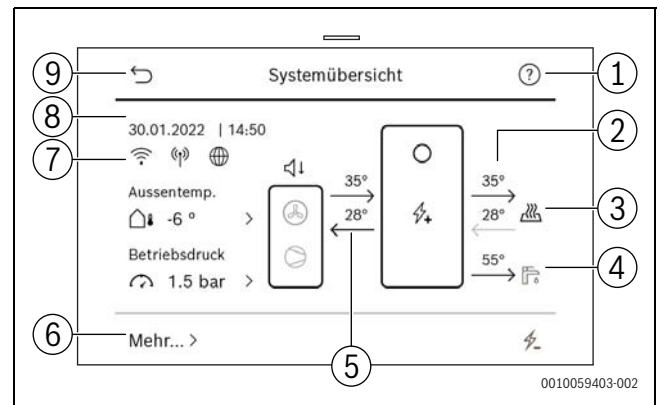 9
Systemübersicht
1
8
30.01.2022 | 14:50
2
7
35°
35°
Aussentemp.
-6 °
28°
28°
3
Betriebsdruck
55°
4
1.5 bar
6
Mehr...
5
0010059403-002